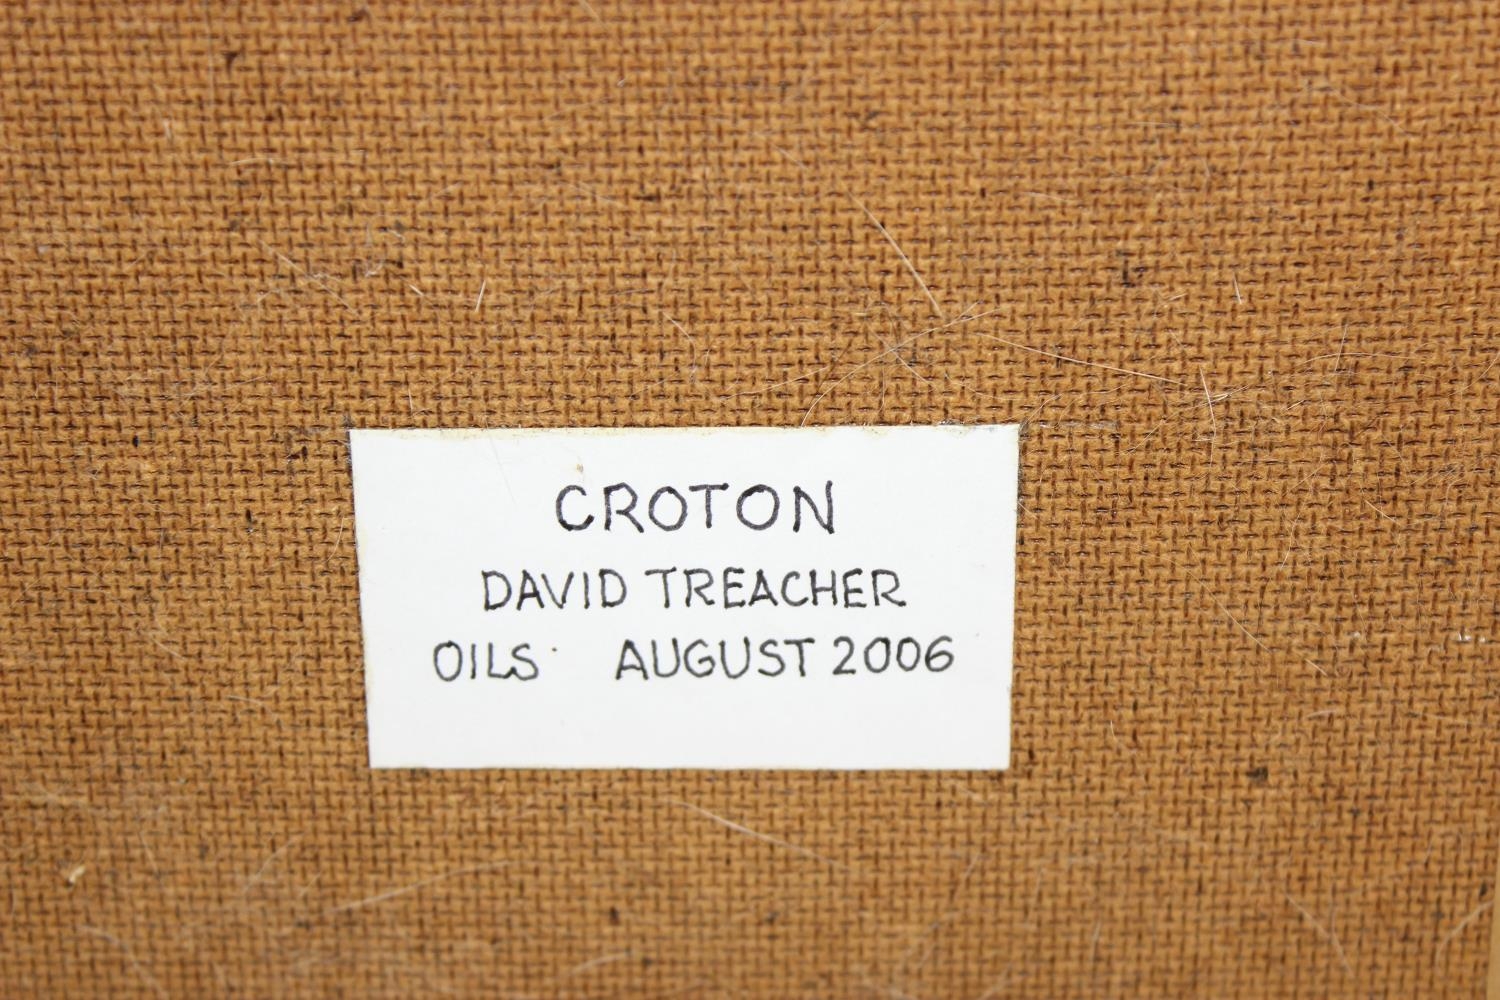 CROTON
DAVID TREACHER
OILS AUGUST 2006